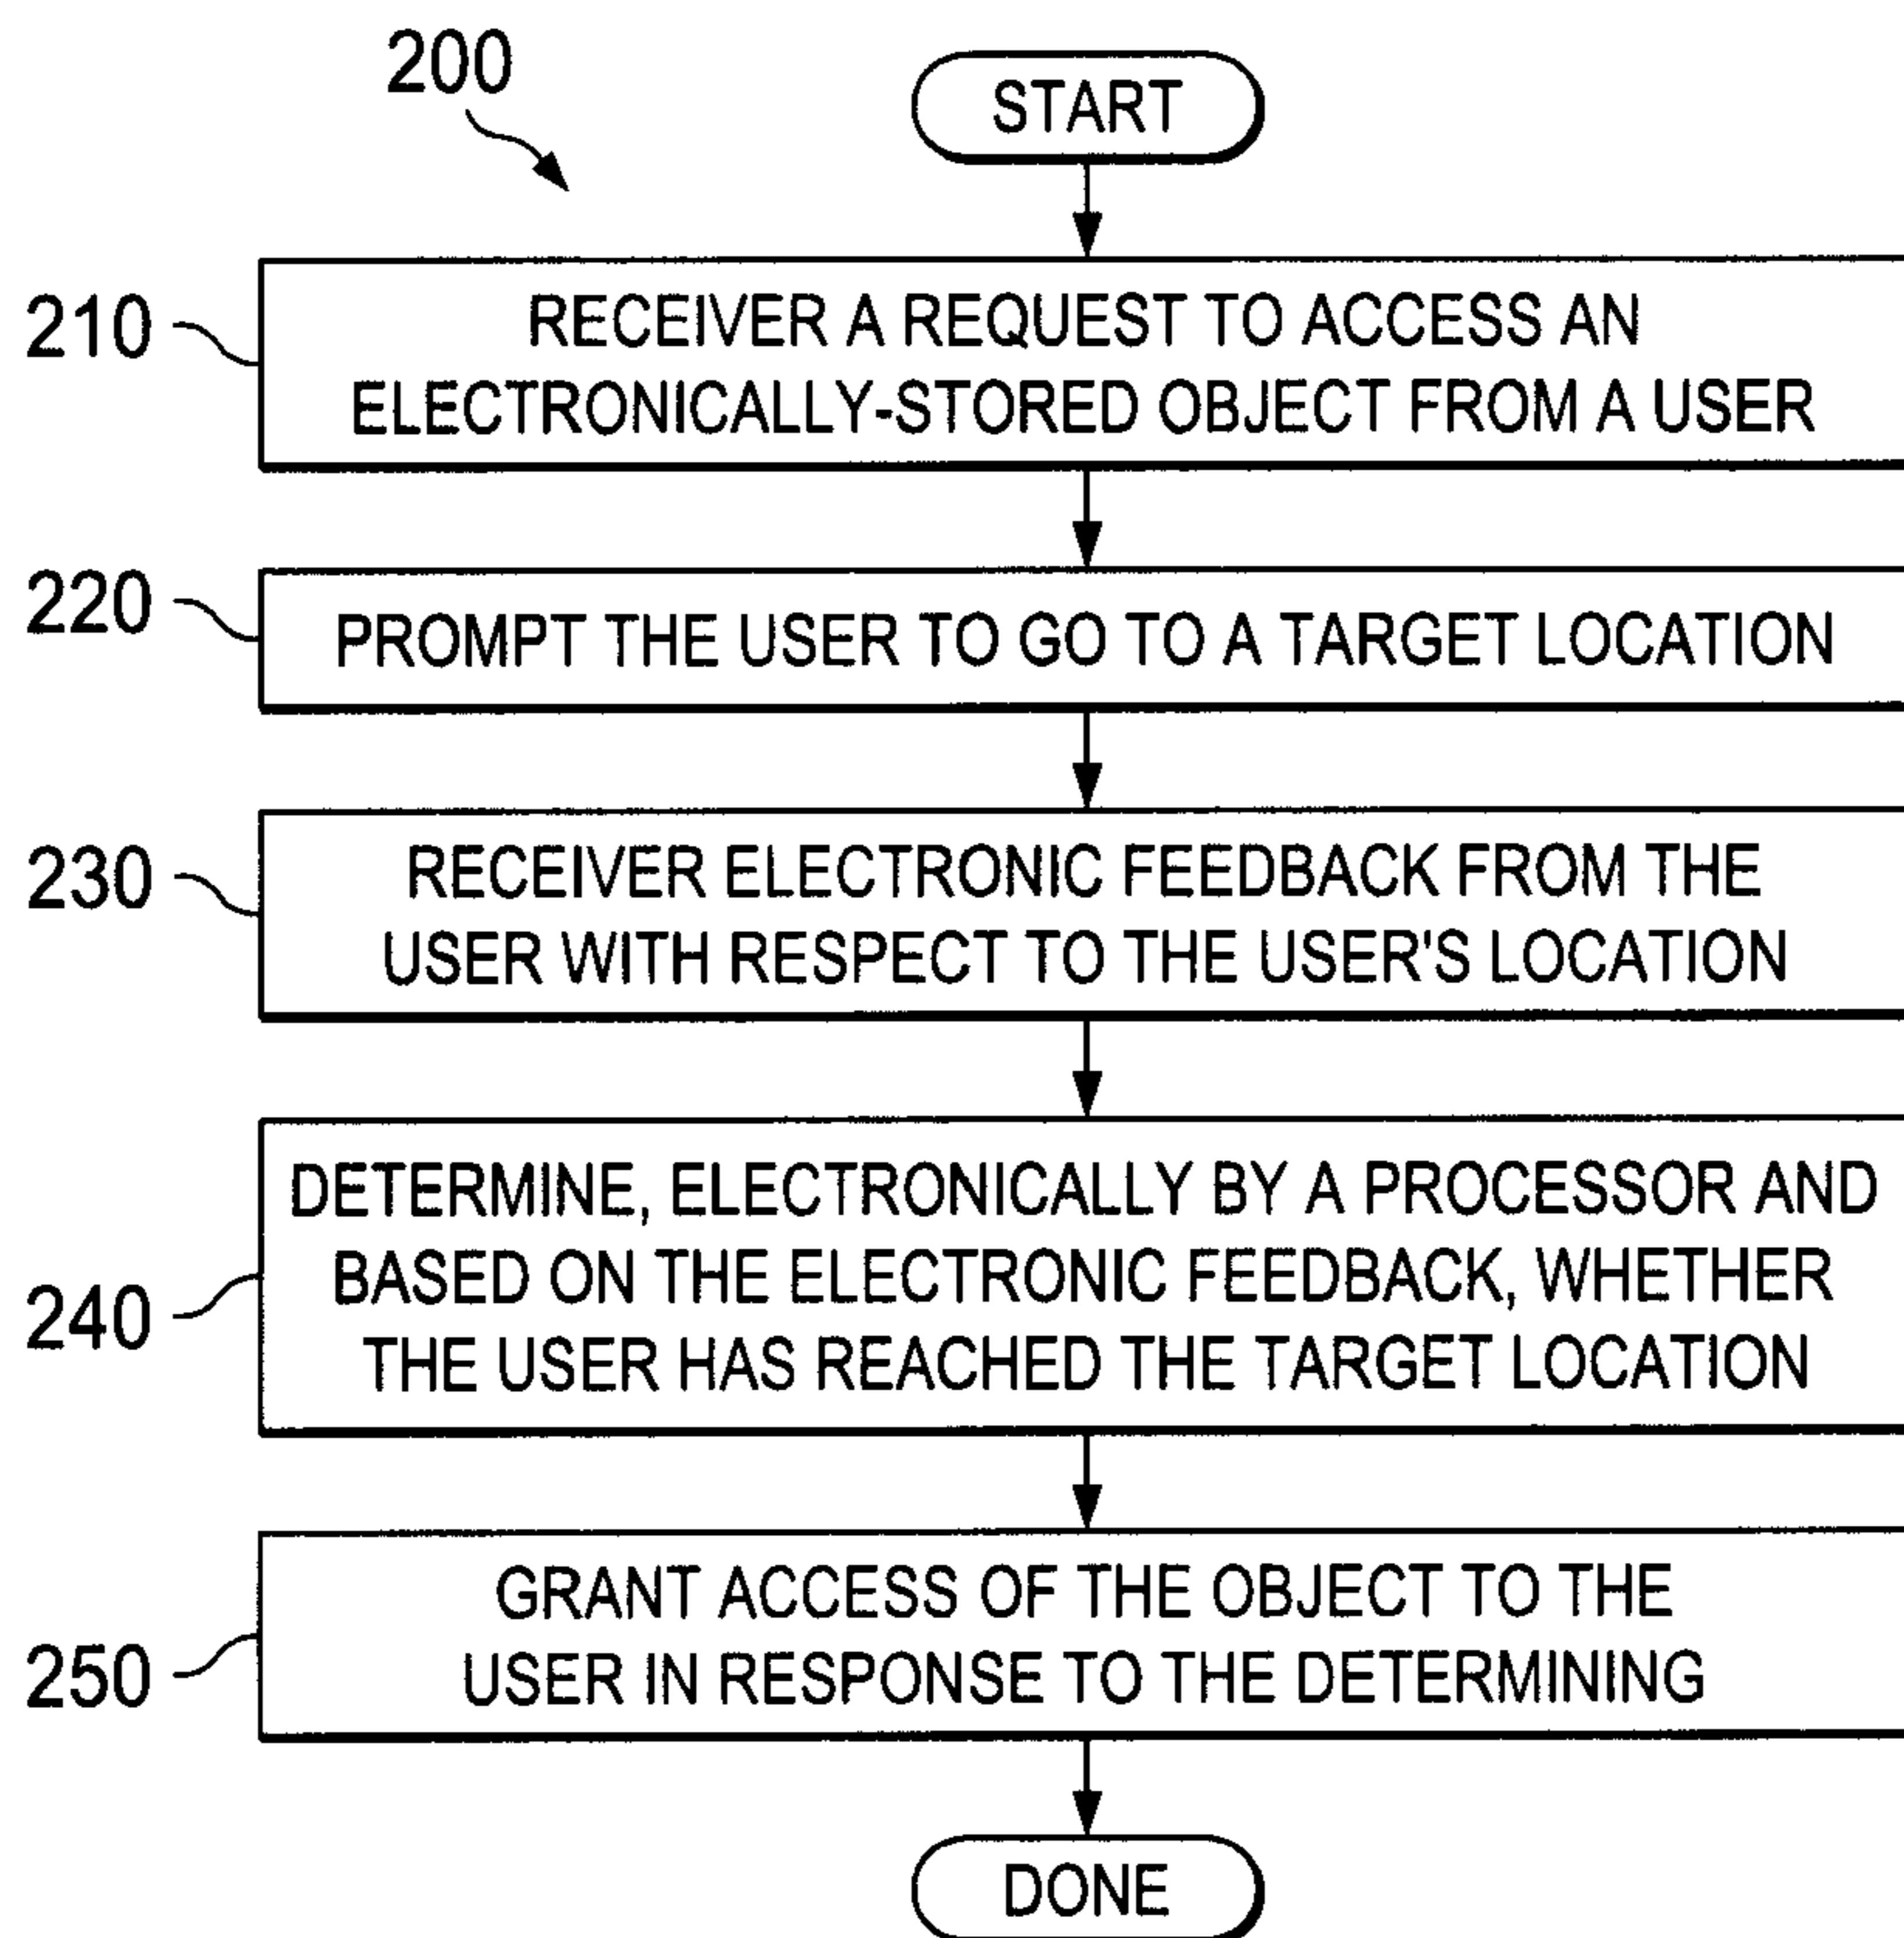 200
START
210
RECEIVER A REQUEST TO ACCESS AN
ELECTRONICALLY-STORED OBJECT FROM A USER
220
PROMPT THE USER TO GO TO A TARGET LOCATION
230
RECEIVER ELECTRONIC FEEDBACK FROM THE
USER WITH RESPECT TO THE USER'S LOCATION
240
DETERMINE, ELECTRONICALLY BY A PROCESSOR AND
BASED ON THE ELECTRONIC FEEDBACK, WHETHER
THE USER HAS REACHED THE TARGET LOCATION
250
GRANT ACCESS OF THE OBJECT TO THE
USER IN RESPONSE TO THE DETERMINING
DONE